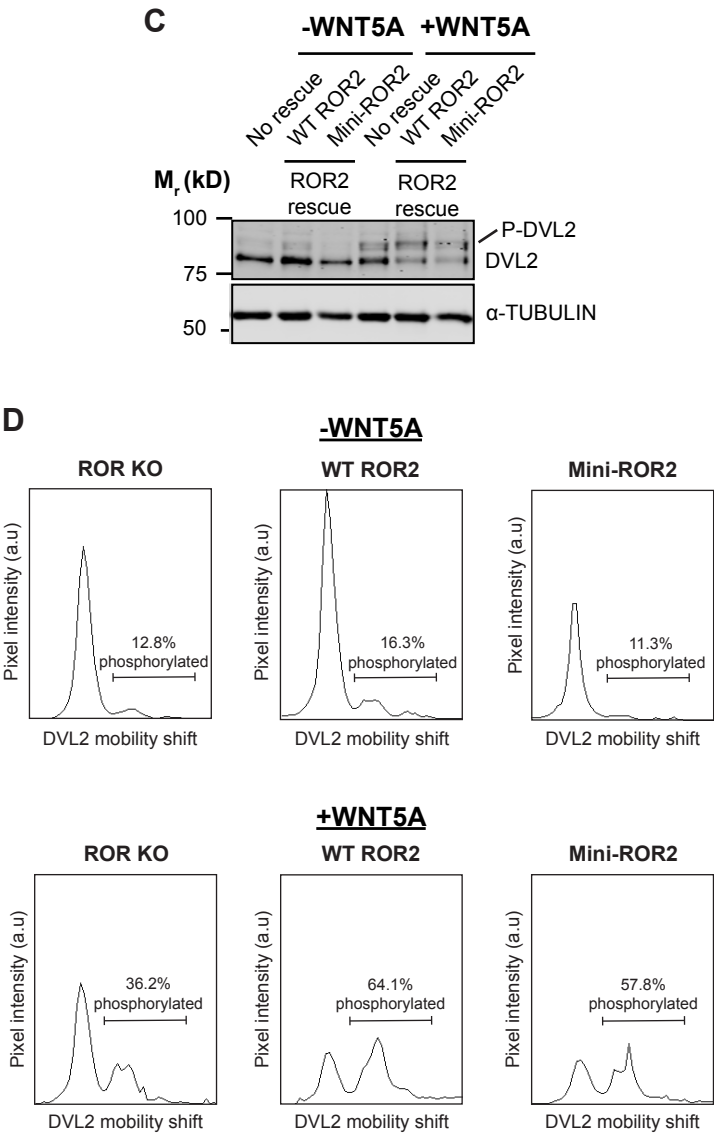 C
-WNT5A +WNT5A
No rescue
WT ROR2
Mini-ROR2
No rescue
WT ROR2
Mini-ROR2
Mr (kD)
ROR2
rescue
ROR2
rescue
100
75
50
P-DVL2
DVL2
α-TUBULIN
D
-WNT5A
ROR KO
Pixel intensity (a.u)
12.8%
phosphorylated
DVL2 mobility shift
WT ROR2
Pixel intensity (a.u)
16.3%
phosphorylated
DVL2 mobility shift
Mini-ROR2
Pixel intensity (a.u)
11.3%
phosphorylated
DVL2 mobility shift
+WNT5A
ROR KO
Pixel intensity (a.u)
36.2%
phosphorylated
DVL2 mobility shift
WT ROR2
Pixel intensity (a.u)
64.1%
phosphorylated
DVL2 mobility shift
Mini-ROR2
Pixel intensity (a.u)
57.8%
phosphorylated
DVL2 mobility shift